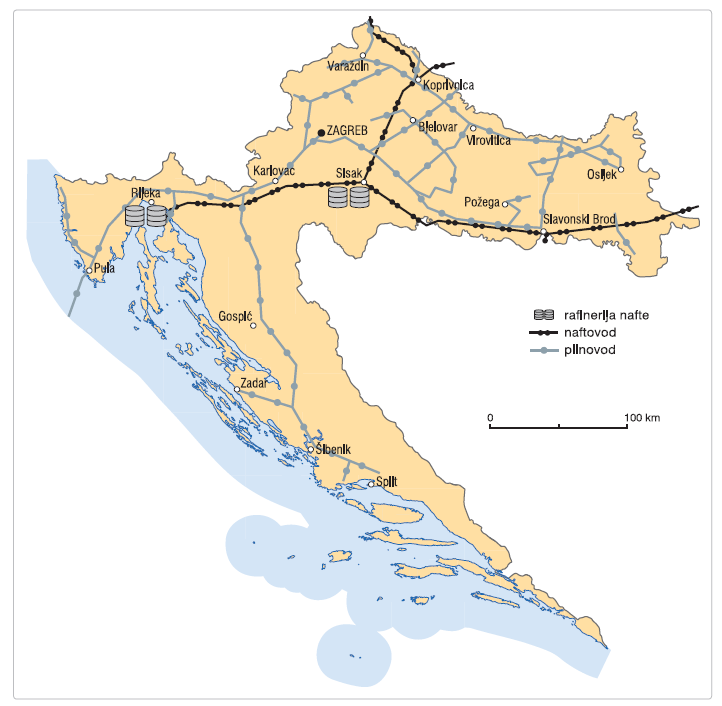 Varaždin
Koprivnica
ZAGREB
Bjelovar
Virovitica
Karlovac
Sisak
Osijek
Rijeka
Požega
Slavonski Brod
Pula
Gospić
rafinerija nafte
naftovod
plinovod
Zadar
0
100 km
Šibenik
Split